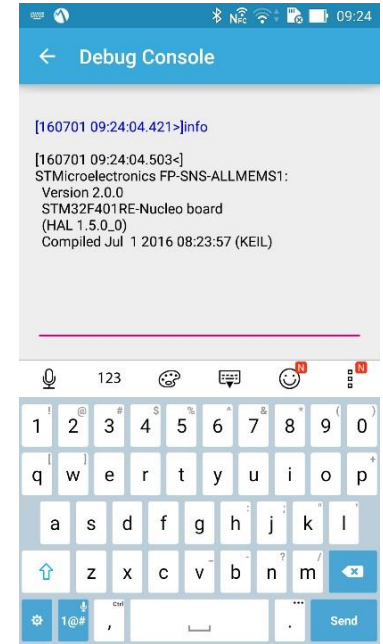 NFC 09:24
Debug Console
[160701 09:24:04.421>]info
[160701 09:24:04.503<]
STMicroelectronics FP-SNS-ALLMEMS1:
Version 2.0.0
STM32F401RE-Nucleo board
(HAL 1.5.0_0)
Compiled Jul 1 2016 08:23:57 (KEIL)
123 N N
! @ # $ % ^ & * ( )
1 2 3 4 5 6 7 8 9 0
[ ] < > { } +
q w e r t y u i o p
: ; ' " |
a s d f g h j k l
_ - ? ! /
z x c v b n m
Ctrl
1@# , . Send